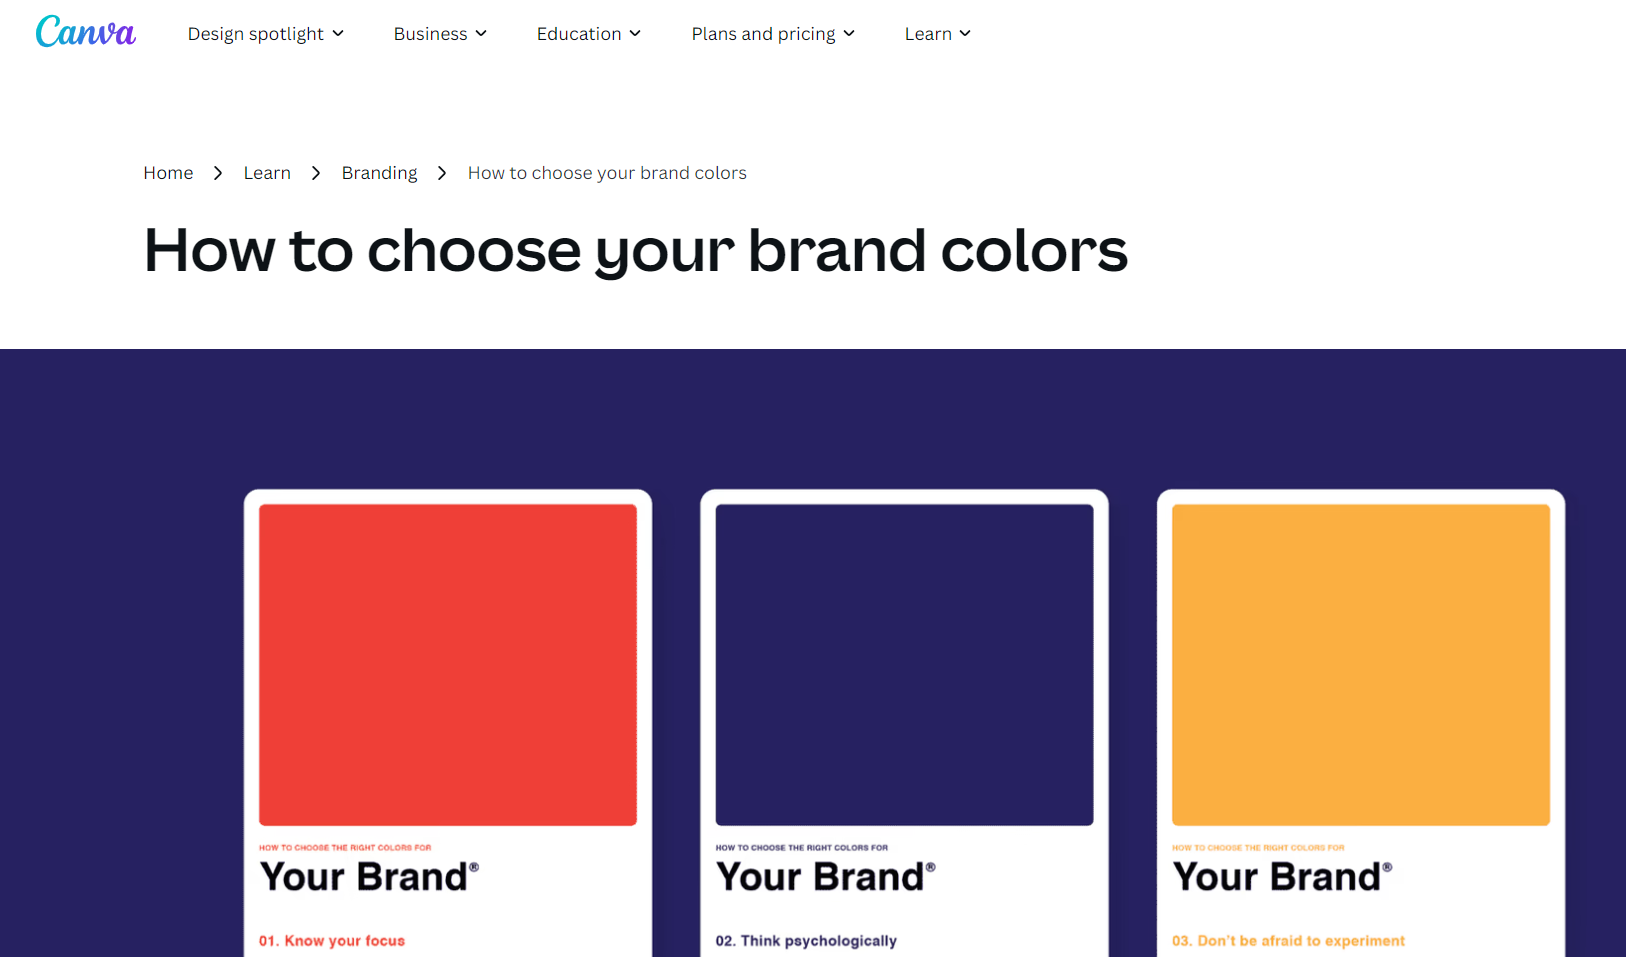 Canva Design spotlight Business Education Plans and pricing Learn
Home Learn Branding How to choose your brand colors
How to choose your brand colors
HOW TO CHOOSE THE RIGHT COLORS FOR
Your Brand®
01. Know your focus
HOW TO CHOOSE THE RIGHT COLORS FOR
Your Brand®
02. Think psychologically
HOW TO CHOOSE THE RIGHT COLORS FOR
Your Brand®
03. Don't be afraid to experiment